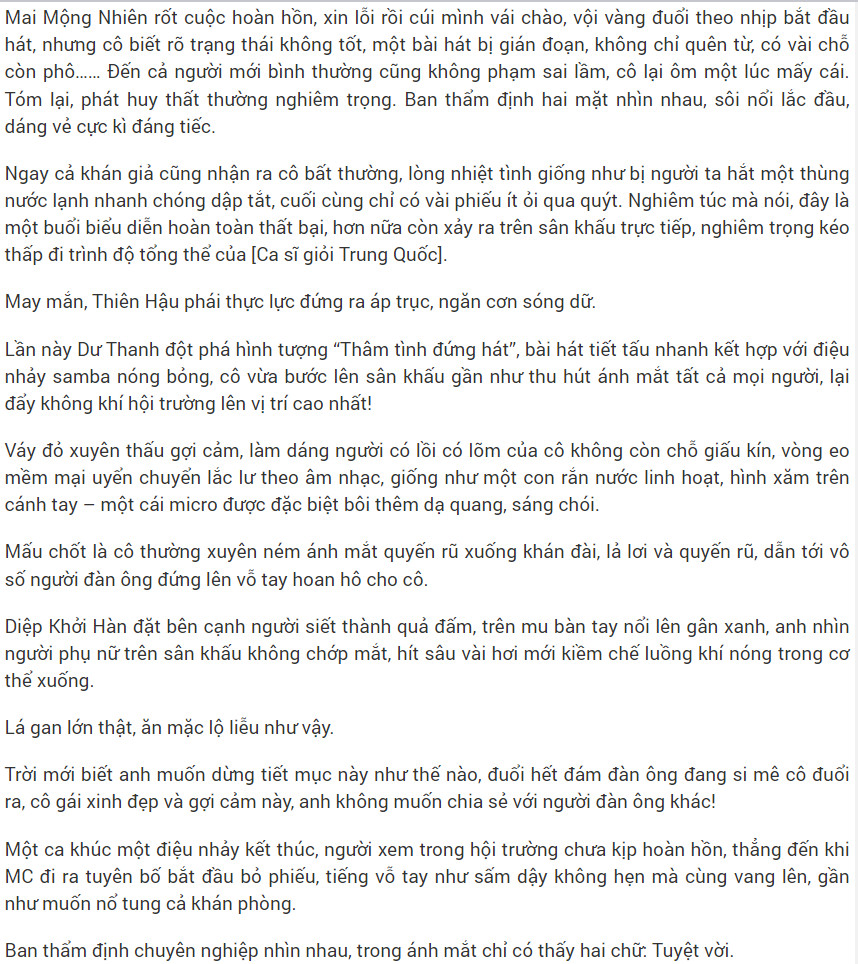 Mai Mộng Nhiên rốt cuộc hoàn hồn, xin lỗi rồi cúi mình vái chào, vội vàng đuổi theo nhịp bắt đầu
hát, nhưng cô biết rõ trạng thái không tốt, một bài hát bị gián đoạn, không chỉ quên từ, có vài chỗ
còn phô...... Đến cả người mới bình thường cũng không phạm sai lầm, cô lại ôm một lúc mấy cái.
Tóm lại, phát huy thất thường nghiêm trọng. Ban thẩm định hai mặt nhìn nhau, sôi nổi lắc đầu,
dáng vẻ cực kì đáng tiếc.
Ngay cả khán giả cũng nhận ra cô bất thường, lòng nhiệt tình giống như bị người ta hắt một thùng
nước lạnh nhanh chóng dập tắt, cuối cùng chỉ có vài phiếu ít ỏi qua quýt. Nghiêm túc mà nói, đây là
một buổi biểu diễn hoàn toàn thất bại, hơn nữa còn xảy ra trên sân khấu trực tiếp, nghiêm trọng kéo
thấp đi trình độ tổng thể của [Ca sĩ giỏi Trung Quốc].
May mắn, Thiên Hậu phái thực lực đứng ra áp trục, ngăn cơn sóng dữ.
Lần này Dư Thanh đột phá hình tượng “Thâm tình đứng hát”, bài hát tiết tấu nhanh kết hợp với điệu
nhảy samba nóng bỏng, cô vừa bước lên sân khấu gần như thu hút ánh mắt tất cả mọi người, lại
đẩy không khí hội trường lên vị trí cao nhất!
Váy đỏ xuyên thấu gợi cảm, làm dáng người có lồi có lõm của cô không còn chỗ giấu kín, vòng eo
mềm mại uyển chuyển lắc lư theo âm nhạc, giống như một con rắn nước linh hoạt, hình xăm trên
cánh tay – một cái micro được đặc biệt bôi thêm dạ quang, sáng chói.
Mấu chốt là cô thường xuyên ném ánh mắt quyến rũ xuống khán đài, lả lơi và quyến rũ, dẫn tới vô
số người đàn ông đứng lên vỗ tay hoan hô cho cô.
Diệp Khởi Hàn đặt bên cạnh người siết thành quả đấm, trên mu bàn tay nổi lên gân xanh, anh nhìn
người phụ nữ trên sân khấu không chớp mắt, hít sâu vài hơi mới kiềm chế luồng khí nóng trong cơ
thể xuống.
Lá gan lớn thật, ăn mặc lộ liễu như vậy.
Trời mới biết anh muốn dừng tiết mục này như thế nào, đuổi hết đám đàn ông đang si mê cô đuổi
ra, cô gái xinh đẹp và gợi cảm này, anh không muốn chia sẻ với người đàn ông khác!
Một ca khúc một điệu nhảy kết thúc, người xem trong hội trường chưa kịp hoàn hồn, thẳng đến khi
MC đi ra tuyên bố bắt đầu bỏ phiếu, tiếng vỗ tay như sấm dậy không hẹn mà cùng vang lên, gần
như muốn nổ tung cả khán phòng.
Ban thẩm định chuyên nghiệp nhìn nhau, trong ánh mắt chỉ có thấy hai chữ: Tuyệt vời.